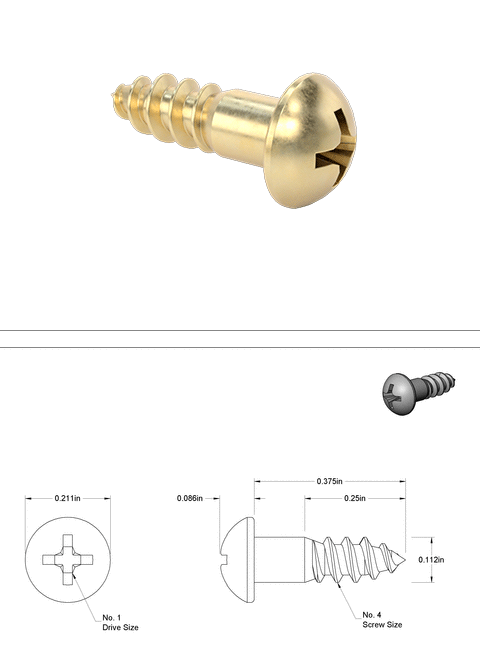 0.375in
0.211in
0.086in
0.25in
0.112in
No. 1
Drive Size
No. 4
Screw Size